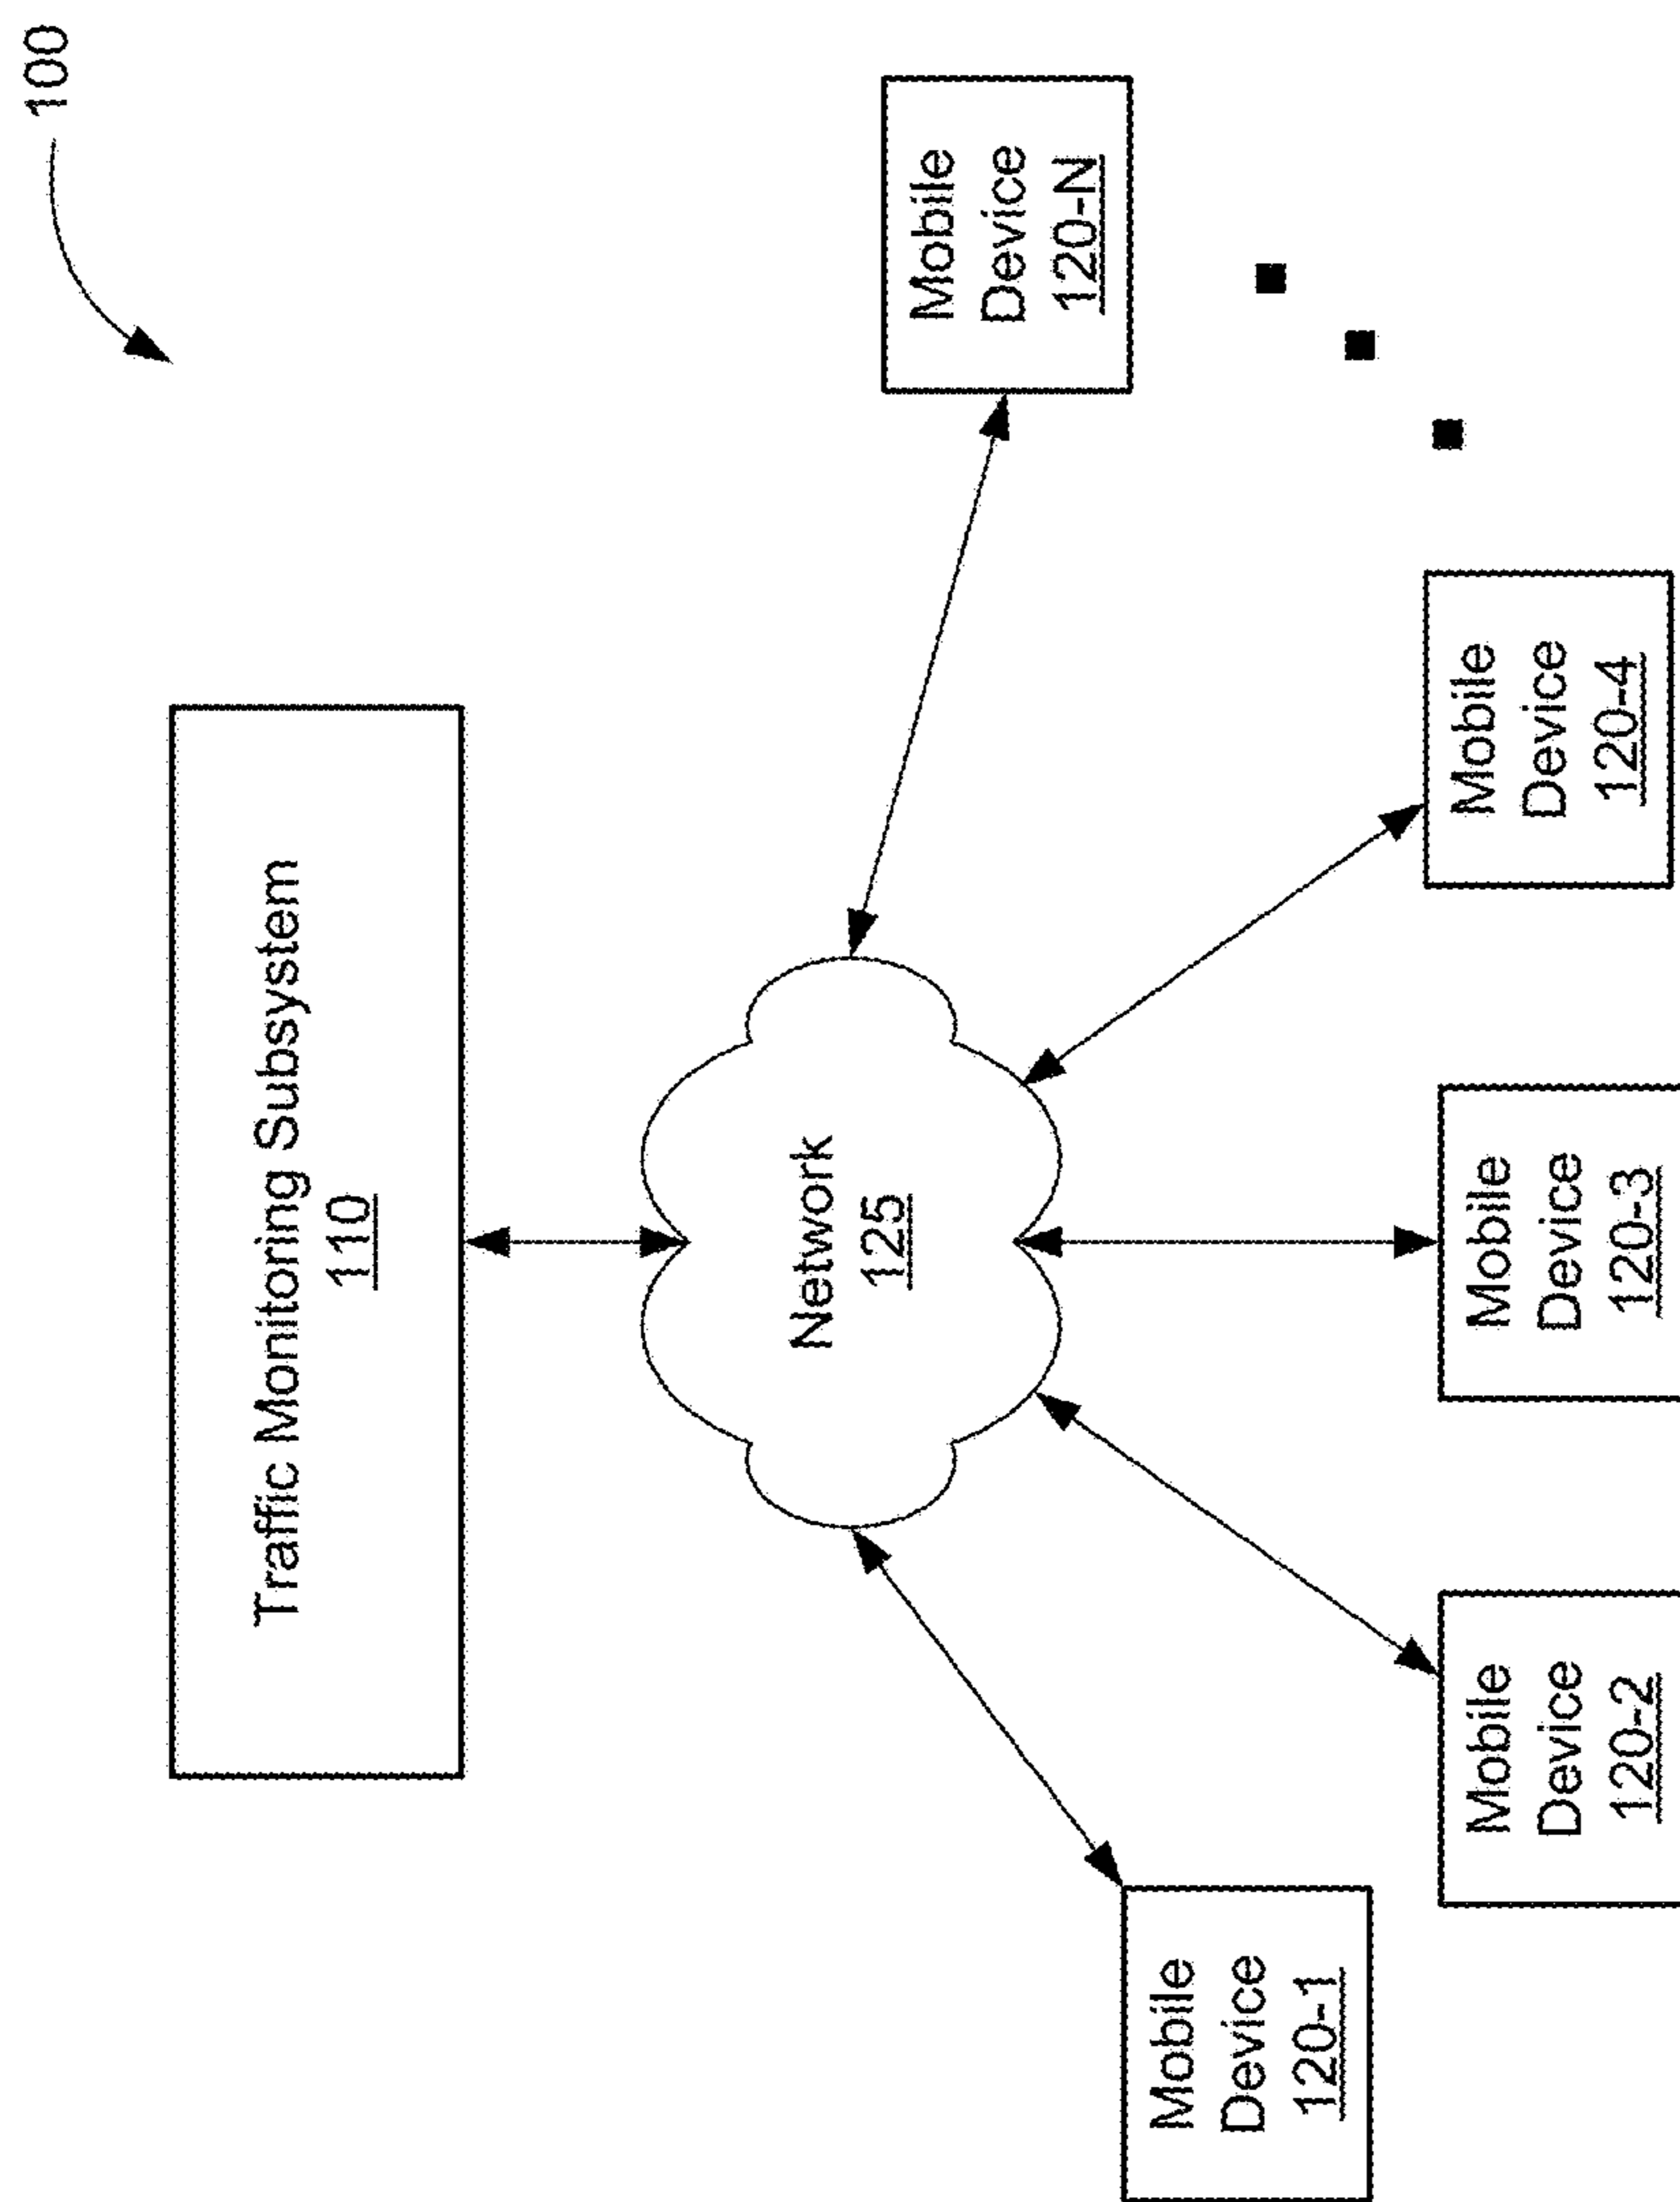 100
Traffic Monitoring Subsystem
110
Network
125
Mobile
Device
120-1
Mobile
Device
120-2
Mobile
Device
120-3
Mobile
Device
120-4
Mobile
Device
120-N